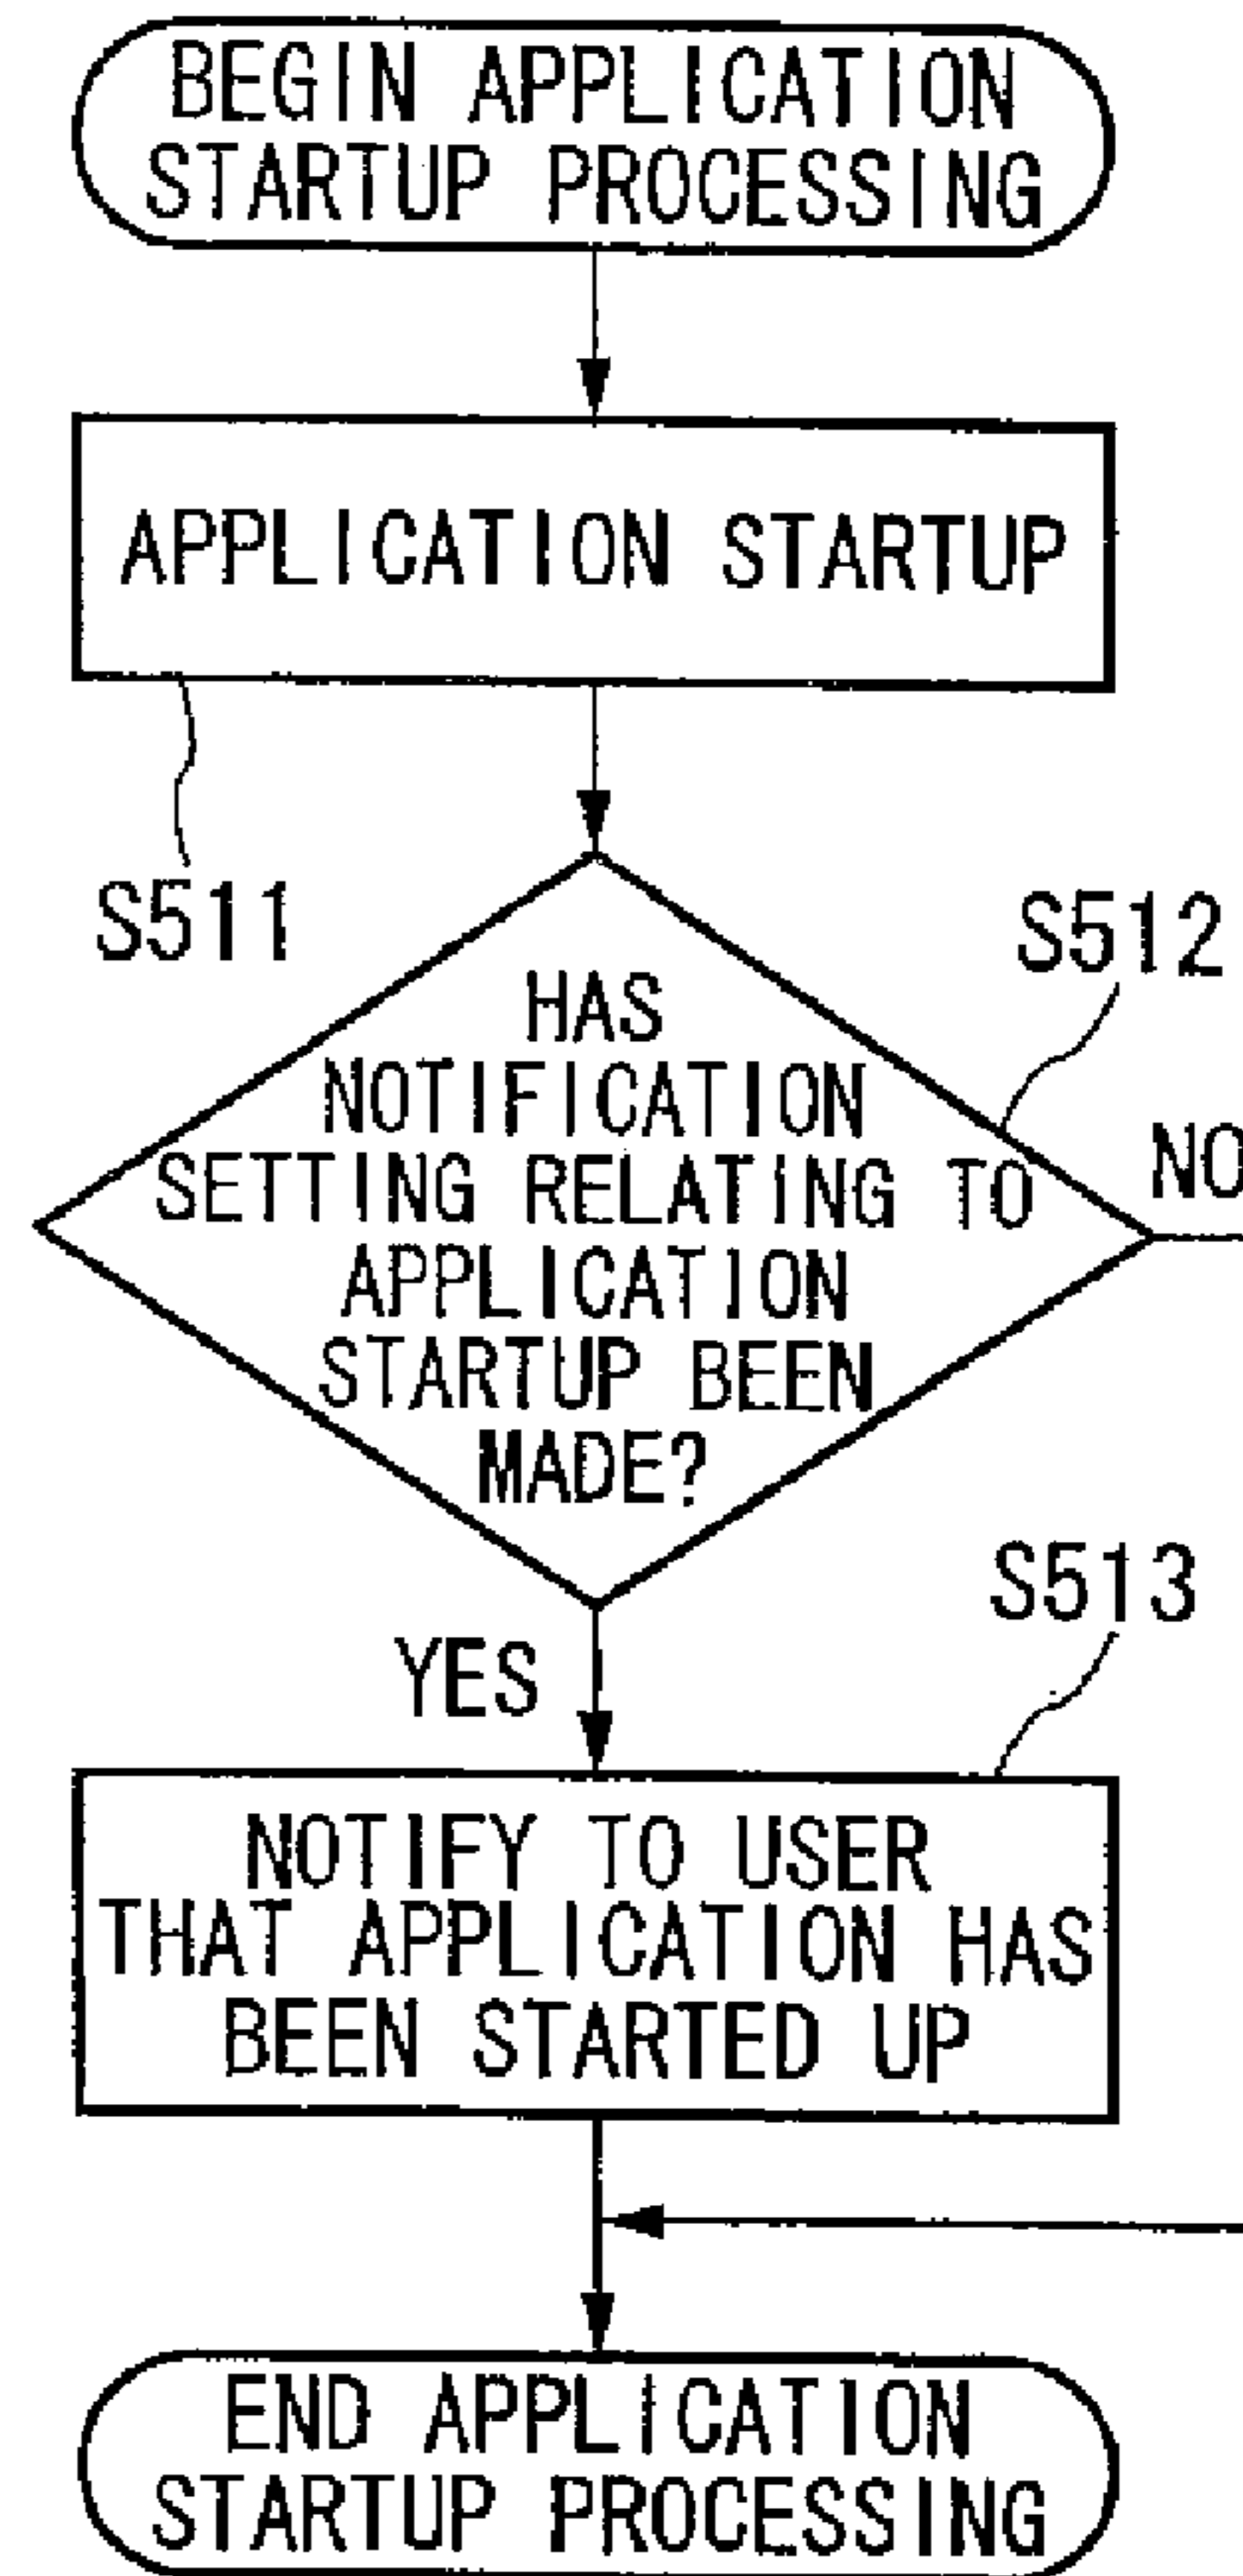 BEGIN APPLICATION
STARTUP PROCESSING
APPLICATION STARTUP
S511
S512
HAS
NOTIFICATION
SETTING RELATING TO
APPLICATION
STARTUP BEEN
MADE?
NO
YES
S513
NOTIFY TO USER
THAT APPLICATION HAS
BEEN STARTED UP
END APPLICATION
STARTUP PROCESSING